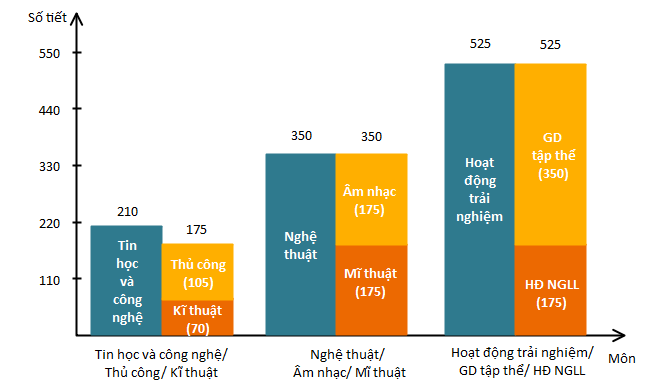 Số tiết
550
440
330
220
110
210
175
350
350
525
525
Tin
học
và
công
nghệ
Thủ công
(105)
Kĩ thuật
(70)
Nghệ
thuật
Âm nhạc
(175)
Mĩ thuật
(175)
Hoạt
động
trải
nghiệm
GD
tập thể
(350)
HĐ NGLL
(175)
Tin học và công nghệ/
Thủ công/ Kĩ thuật
Nghệ thuật/
Âm nhạc/ Mĩ thuật
Hoạt động trải nghiệm/
GD tập thể/ HĐ NGLL
Môn